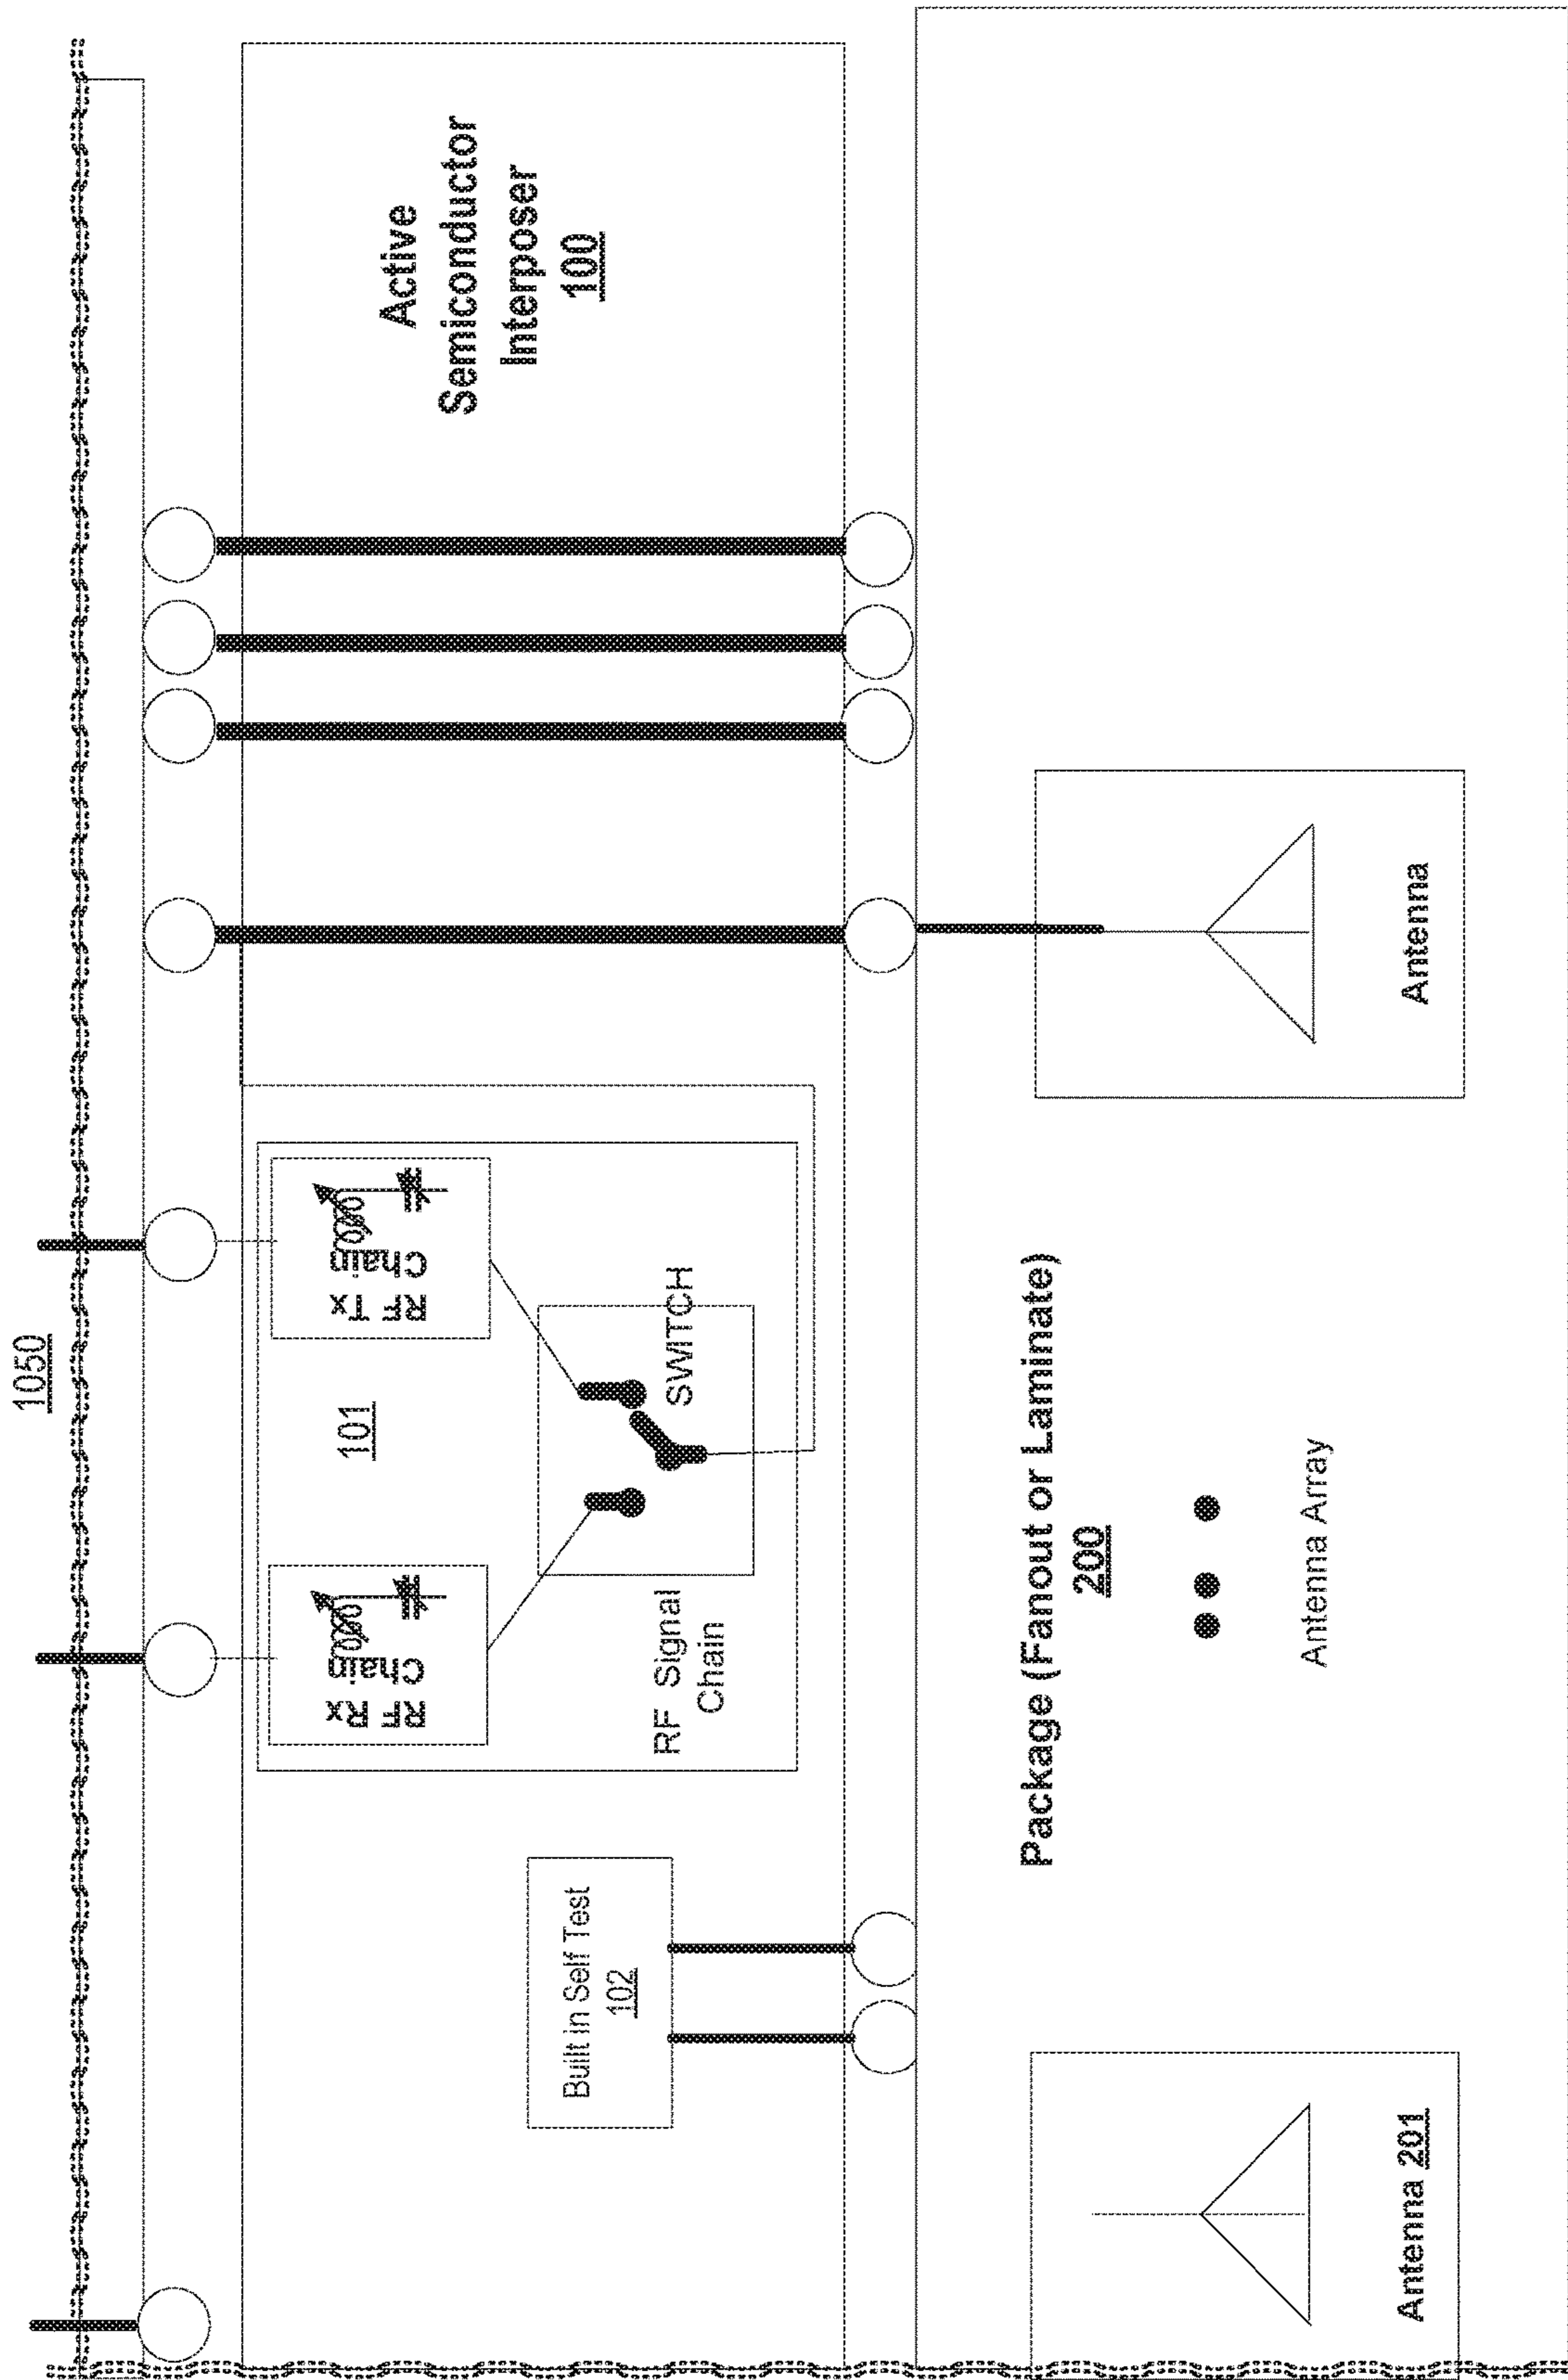 1050
Active
Semiconductor
Interposer
100
RF Rx
Chain
101
RF Tx
Chain
RF Signal
Chain
SWITCH
Built in Self Test
102
Package (Fanout or Laminate)
200
Antenna Array
Antenna 201
Antenna